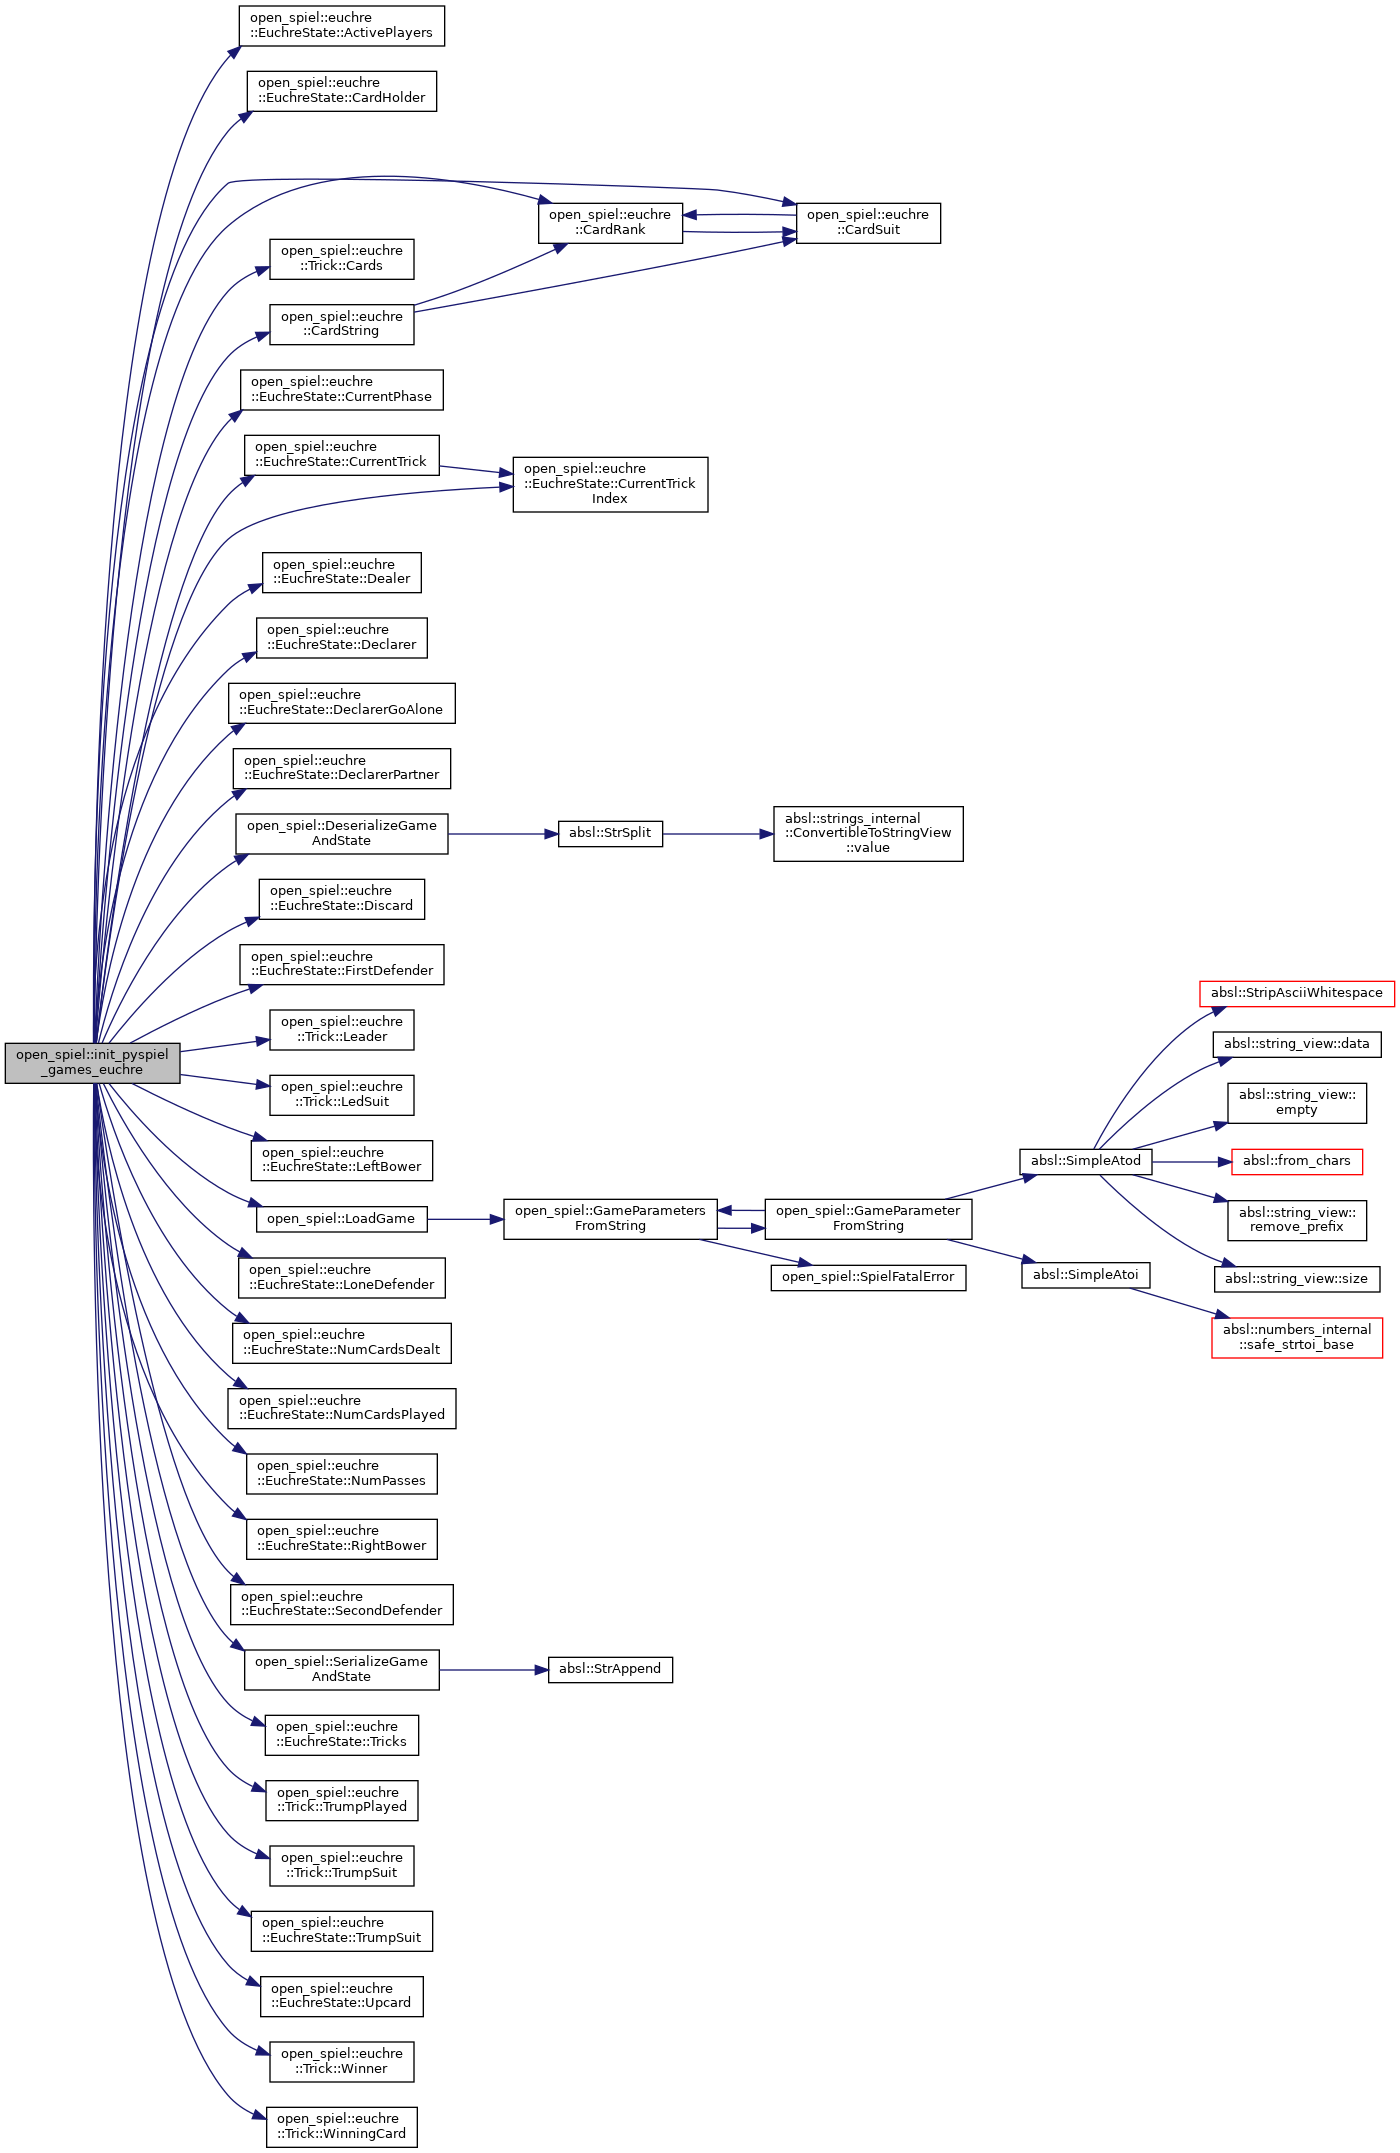 open_spiel::euchre
::EuchreState::ActivePlayers
open_spiel::euchre
::EuchreState::CardHolder
open_spiel::euchre
::CardRank
open_spiel::euchre
::CardSuit
open_spiel::euchre
::Trick::Cards
open_spiel::euchre
::CardString
open_spiel::euchre
::EuchreState::CurrentPhase
open_spiel::euchre
::EuchreState::CurrentTrick
open_spiel::euchre
::EuchreState::CurrentTrick
Index
open_spiel::euchre
::EuchreState::Dealer
open_spiel::euchre
::EuchreState::Declarer
open_spiel::euchre
::EuchreState::DeclarerGoAlone
open_spiel::euchre
::EuchreState::DeclarerPartner
open_spiel::DeserializeGame
AndState
absl::StrSplit
absl::strings_internal
::ConvertibleToStringView
::value
open_spiel::euchre
::EuchreState::Discard
open_spiel::euchre
::EuchreState::FirstDefender
open_spiel::init_pyspiel
_games_euchre
open_spiel::euchre
::Trick::Leader
open_spiel::euchre
::Trick::LedSuit
open_spiel::euchre
::EuchreState::LeftBower
open_spiel::LoadGame
open_spiel::GameParameters
FromString
open_spiel::GameParameter
FromString
open_spiel::SpielFatalError
absl::SimpleAtod
absl::SimpleAtoi
absl::StripAsciiWhitespace
absl::string_view::data
absl::string_view::
empty
absl::from_chars
absl::string_view::
remove_prefix
absl::string_view::size
absl::numbers_internal
::safe_strtoi_base
open_spiel::euchre
::EuchreState::LoneDefender
open_spiel::euchre
::EuchreState::NumCardsDealt
open_spiel::euchre
::EuchreState::NumCardsPlayed
open_spiel::euchre
::EuchreState::NumPasses
open_spiel::euchre
::EuchreState::RightBower
open_spiel::euchre
::EuchreState::SecondDefender
open_spiel::SerializeGame
AndState
absl::StrAppend
open_spiel::euchre
::EuchreState::Tricks
open_spiel::euchre
::Trick::TrumpPlayed
open_spiel::euchre
::Trick::TrumpSuit
open_spiel::euchre
::EuchreState::TrumpSuit
open_spiel::euchre
::EuchreState::Upcard
open_spiel::euchre
::Trick::Winner
open_spiel::euchre
::Trick::WinningCard